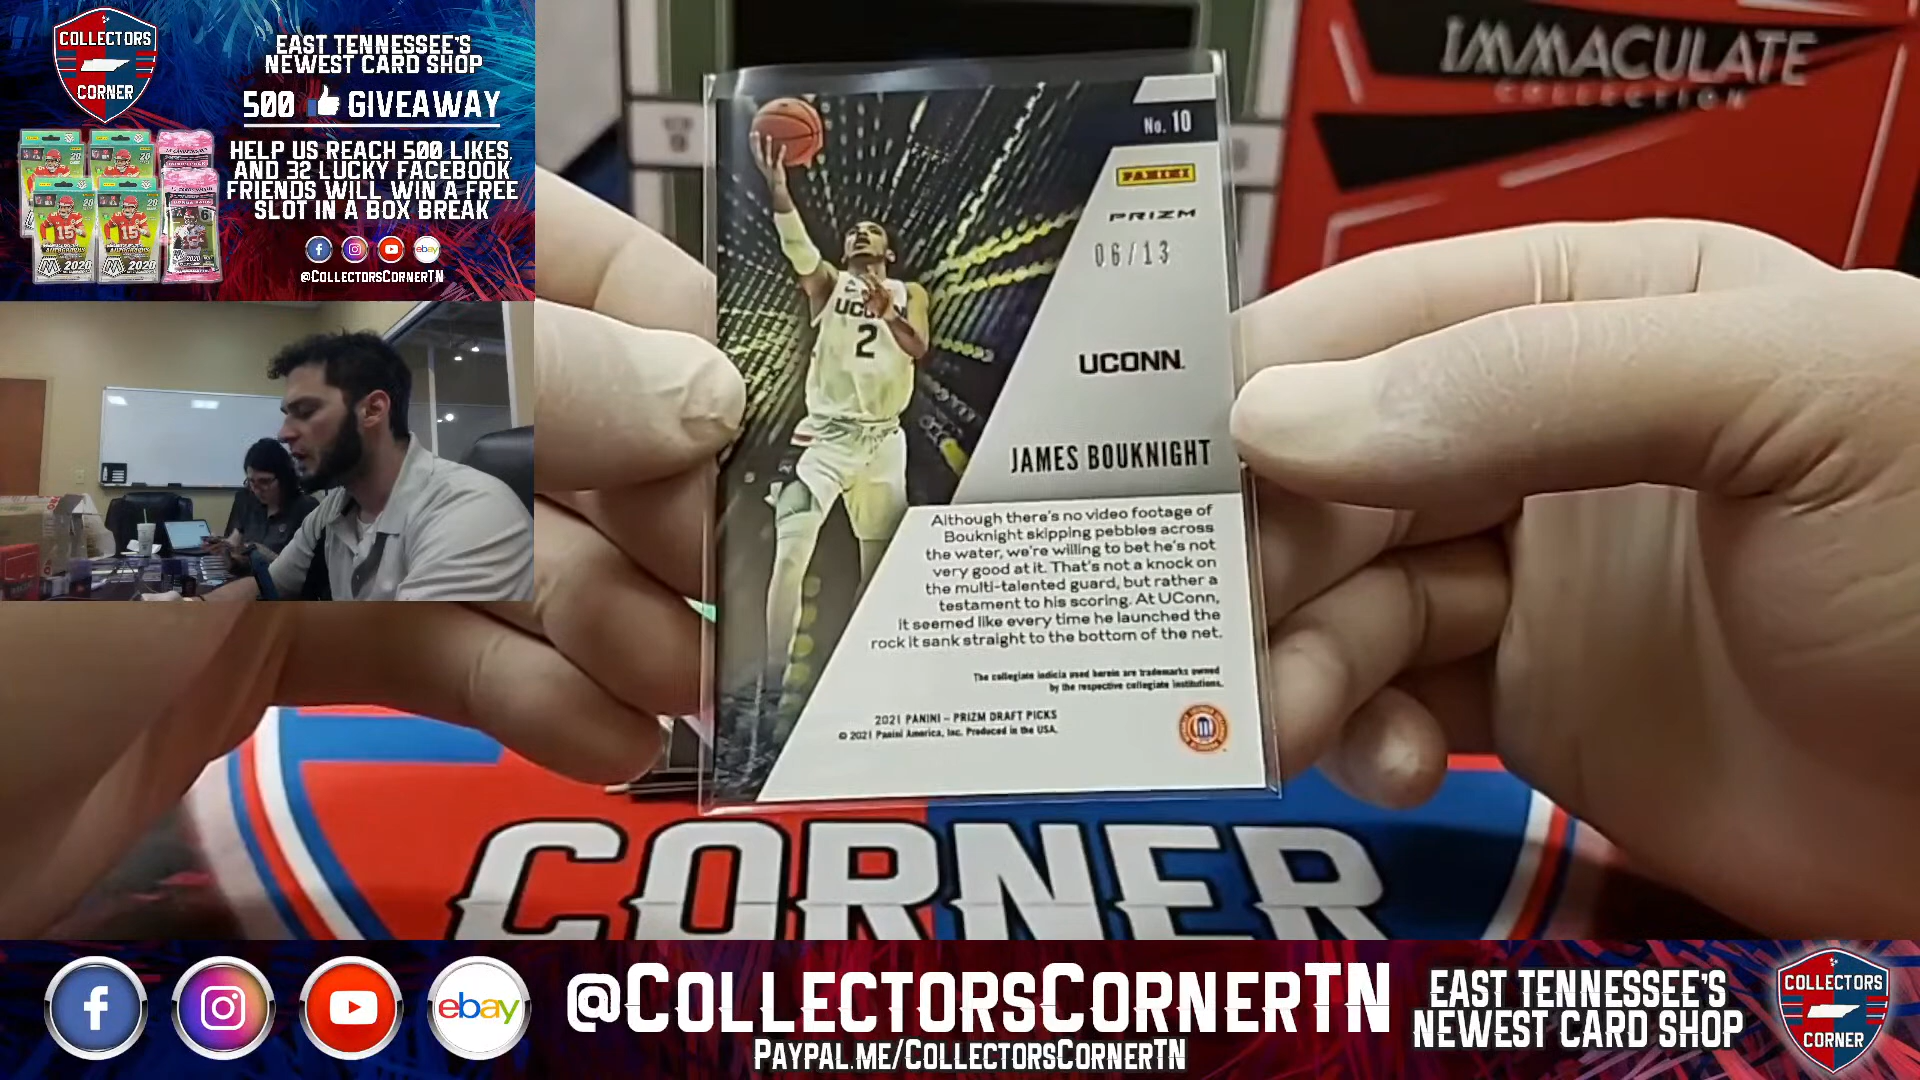 COLLECTORS
CORNER
EAST TENNESSEE'S
NEWEST CARD SHOP
500 GIVEAWAY
HELP US REACH 500 LIKES,
AND 32 LUCKY FACEBOOK
FRIENDS WILL WIN A FREE
SLOT IN A BOX BREAK
ebay
@COLLECTORSCORNERTN
IMMACULATE
COLLECTION
No. 10
PANINI
PRIZM
06/13
UCONN
2
UCONN
JAMES BOUKNIGHT
Although there's no video footage of
Bouknight skipping pebbles across
the water, we're willing to bet he's not
very good at it. That's not a knock on
the multi-talented guard, but rather a
testament to his scoring. At UConn,
it seemed like every time he launched the
rock it sank straight to the bottom of the net.
The collegiate indicia used herein are trademarks owned
by the respective collegiate institutions.
2021 PANINI – PRIZM DRAFT PICKS
© 2021 Panini America, Inc. Produced in the USA.
CORNER
ebay
@COLLECTORSCORNERTN
PAYPAL.ME/COLLECTORSCORNERTN
EAST TENNESSEE'S
NEWEST CARD SHOP
COLLECTORS
CORNER